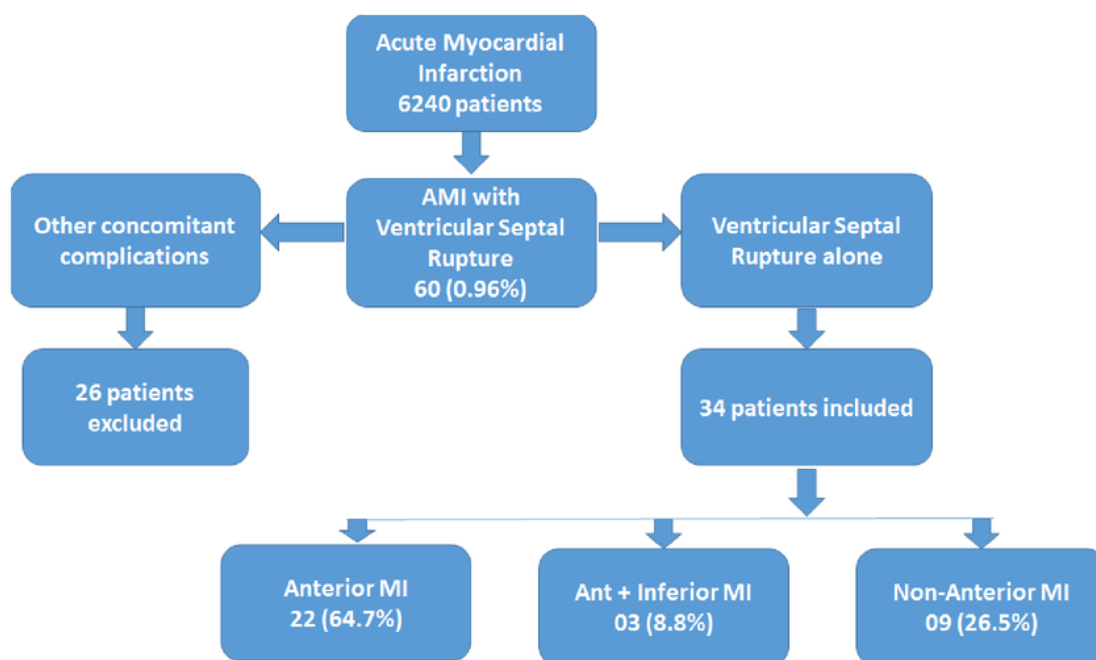 Acute Myocardial
Infarction
6240 patients
Other concomitant
complications
AMI with
Ventricular Septal
Rupture
60 (0.96%)
Ventricular Septal
Rupture alone
26 patients
excluded
34 patients included
Anterior MI
22 (64.7%)
Ant + Inferior MI
03 (8.8%)
Non-Anterior MI
09 (26.5%)